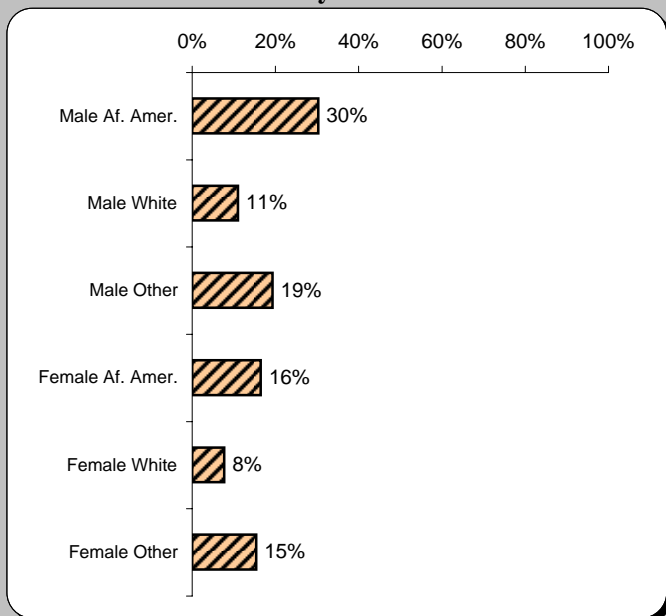 0% 20% 40% 60% 80% 100%
Male Af. Amer. 30%
Male White 11%
Male Other 19%
Female Af. Amer. 16%
Female White 8%
Female Other 15%